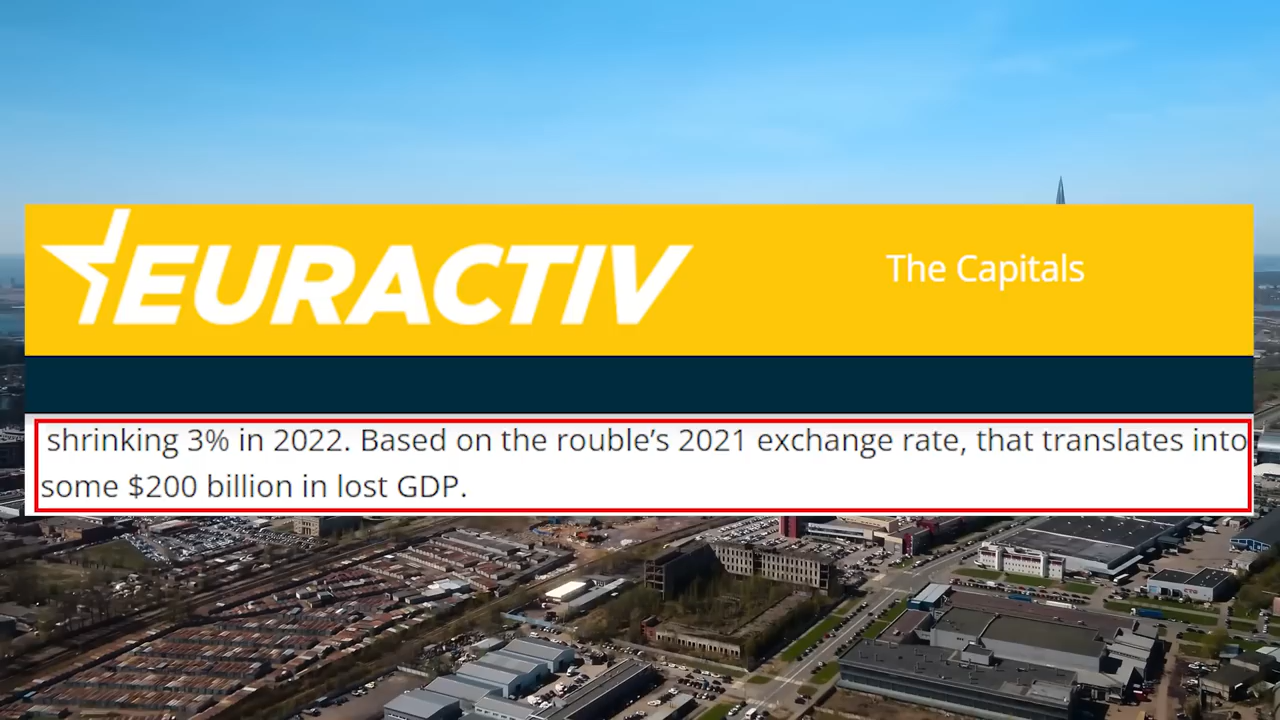 EURACTIV
The Capitals
shrinking 3% in 2022. Based on the rouble's 2021 exchange rate, that translates into
some $200 billion in lost GDP.